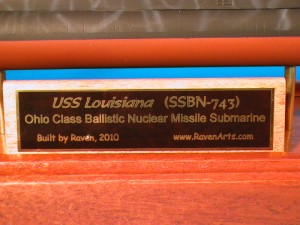 USS Louisiana (SSBN-743)
Ohio Class Ballistic Nuclear Missile Submarine
Built by Raven, 2010 www.RavenArts.com